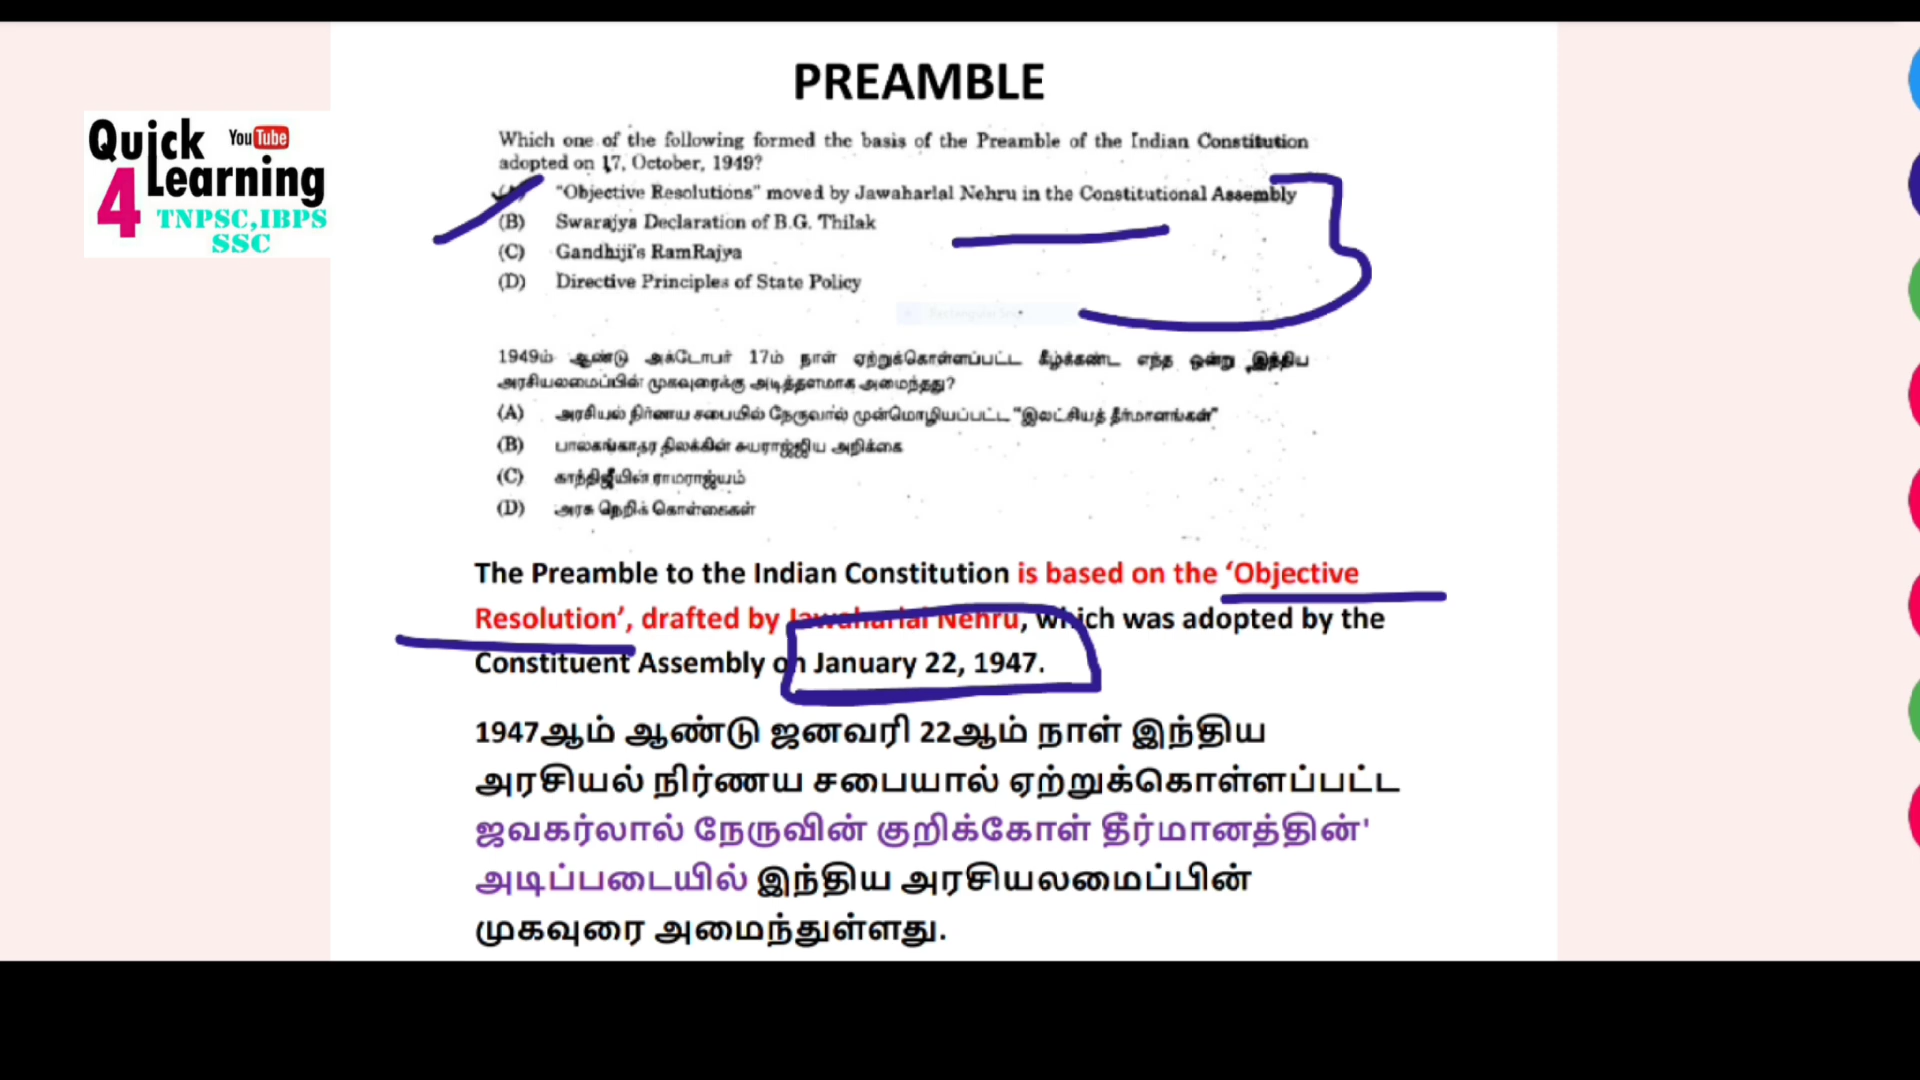 PREAMBLE
Quick
YouTube
4
Learning
TNPSC,IBPS
SSC
Which one of the following formed the basis of the Preamble of the Indian Constitution
adopted on 17, October, 1949?
"Objective Resolutions" moved by Jawaharlal Nehru in the Constitutional Assembly
(B) Swarajya Declaration of B.G. Thilak
(C) Gandhiji's RamRajya
(D) Directive Principles of State Policy
1949ம் ஆண்டு அக்டோபர் 17ம் நாள் ஏற்றுக்கொள்ளப்பட்ட கீழ்க்கண்ட எந்த ஒன்று இந்திய
அரசியலமைப்பின் முகவுரைக்கு அடித்தளமாக அமைந்தது?
(A) அரசியல் நிர்ணய சபையில் நேருவால் முன்மொழியப்பட்ட "இலட்சியத் தீர்மானங்கள்"
(B) பாலகங்காதர திலக்கின் சுயராஜ்ஜிய அறிக்கை
(C) காந்திஜீயின் ராமராஜ்யம்
(D) அரசு நெறிக் கொள்கைகள்
The Preamble to the Indian Constitution is based on the ‘Objective
Resolution’, drafted by Jawaharlal Nehru, which was adopted by the
Constituent Assembly on January 22, 1947.
1947ஆம் ஆண்டு ஜனவரி 22ஆம் நாள் இந்திய
அரசியல் நிர்ணய சபையால் ஏற்றுக்கொள்ளப்பட்ட
ஜவகர்லால் நேருவின் குறிக்கோள் தீர்மானத்தின்'
அடிப்படையில் இந்திய அரசியலமைப்பின்
முகவுரை அமைந்துள்ளது.